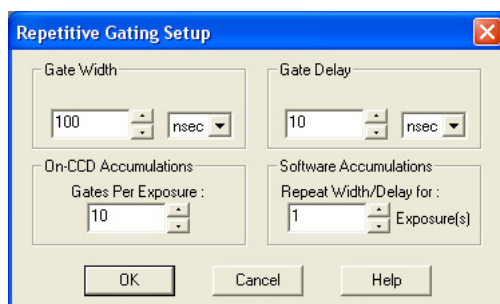 Repetitive Gating Setup
Gate Width
100
nsec
Gate Delay
10
nsec
On-CCD Accumulations
Gates Per Exposure :
10
Software Accumulations
Repeat Width/Delay for :
1
Exposure(s)
OK
Cancel
Help